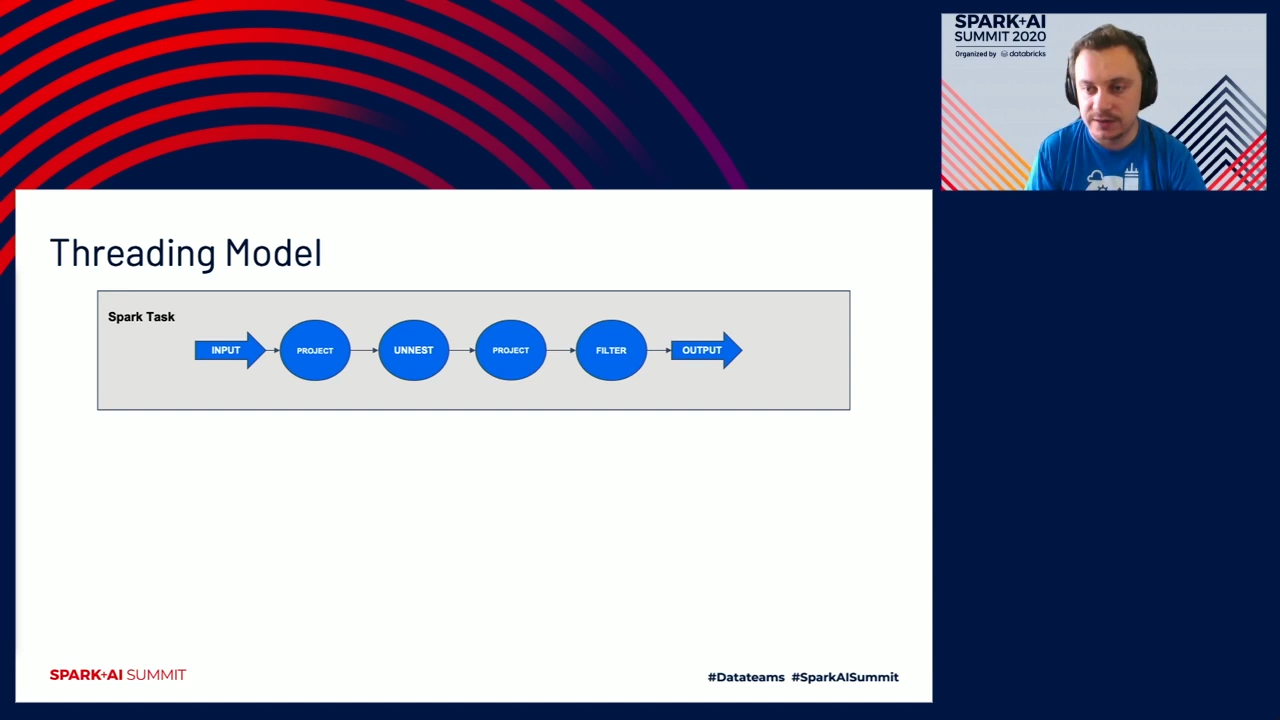 SPARK+AI
SUMMIT 2020
Organized by databricks
Threading Model
Spark Task
INPUT
PROJECT
UNNEST
PROJECT
FILTER
OUTPUT
SPARK+AI SUMMIT
#Datateams #SparkAISummit